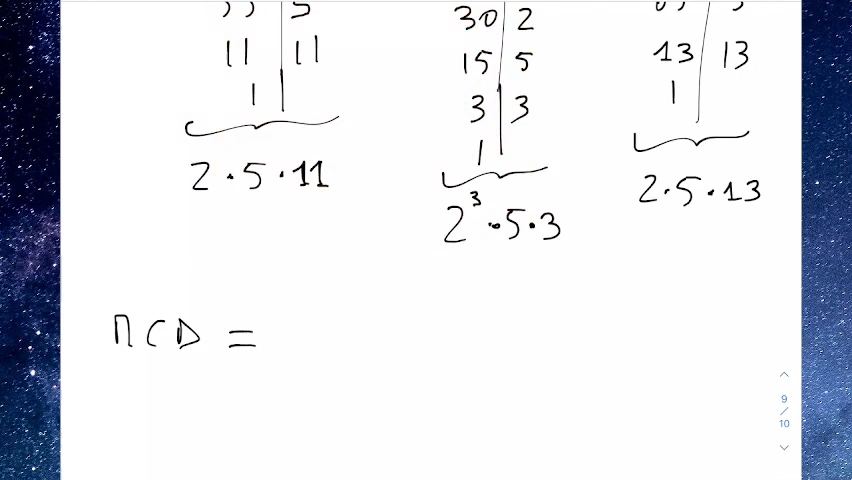 30 | 2
11 | 11
15 | 5
13 | 13
1
3 | 3
1
1
2 · 5 · 11
2³ · 5 · 3
2 · 5 · 13
MCD =
9
/
10